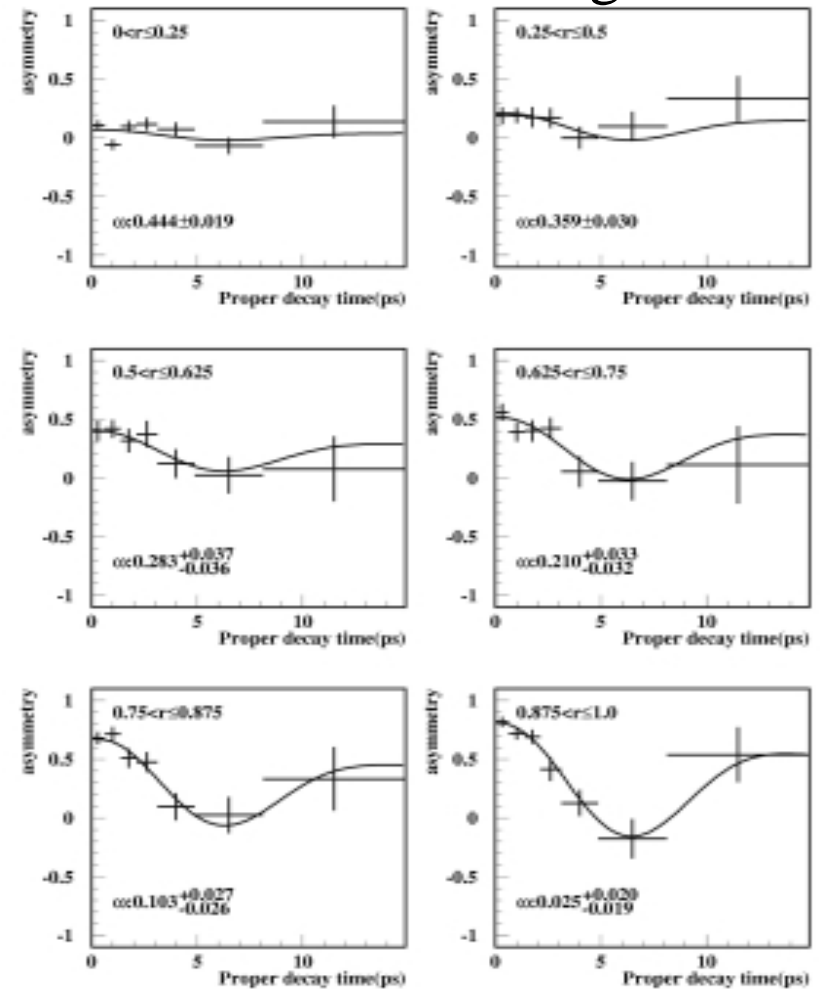 asymmetry
1
0.5
0
-0.5
-1
0<r≤0.25
ω:0.444±0.019
0 5 10
Proper decay time(ps)
asymmetry
1
0.5
0
-0.5
-1
0.25<r≤0.5
ω:0.359±0.030
0 5 10
Proper decay time(ps)
asymmetry
1
0.5
0
-0.5
-1
0.5<r≤0.625
ω:0.283+0.037
-0.036
0 5 10
Proper decay time(ps)
asymmetry
1
0.5
0
-0.5
-1
0.625<r≤0.75
ω:0.210+0.033
-0.032
0 5 10
Proper decay time(ps)
asymmetry
1
0.5
0
-0.5
-1
0.75<r≤0.875
ω:0.103+0.027
-0.026
0 5 10
Proper decay time(ps)
asymmetry
1
0.5
0
-0.5
-1
0.875<r≤1.0
ω:0.025+0.020
-0.019
0 5 10
Proper decay time(ps)